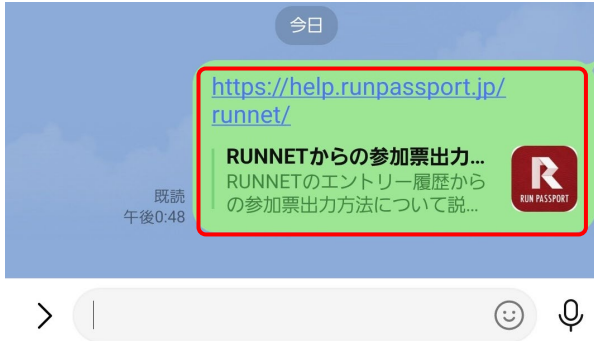 今日
https://help.runpassport.jp/
runnet/
RUNNETからの参加票出力...
RUNNETのエントリー履歴から
の参加票出力方法について説...
R
RUN PASSPORT
既読
午後0:48